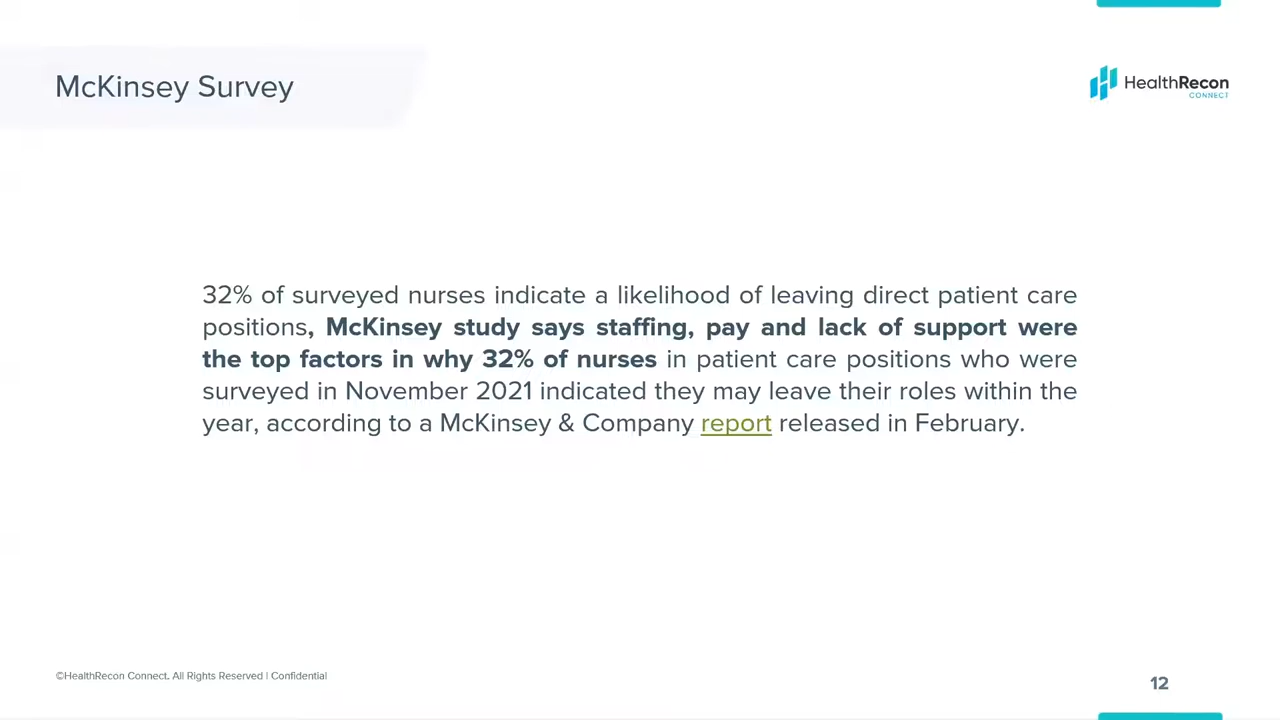 McKinsey Survey
HealthRecon
CONNECT
32% of surveyed nurses indicate a likelihood of leaving direct patient care
positions, McKinsey study says staffing, pay and lack of support were
the top factors in why 32% of nurses in patient care positions who were
surveyed in November 2021 indicated they may leave their roles within the
year, according to a McKinsey & Company report released in February.
©HealthRecon Connect. All Rights Reserved | Confidential
12